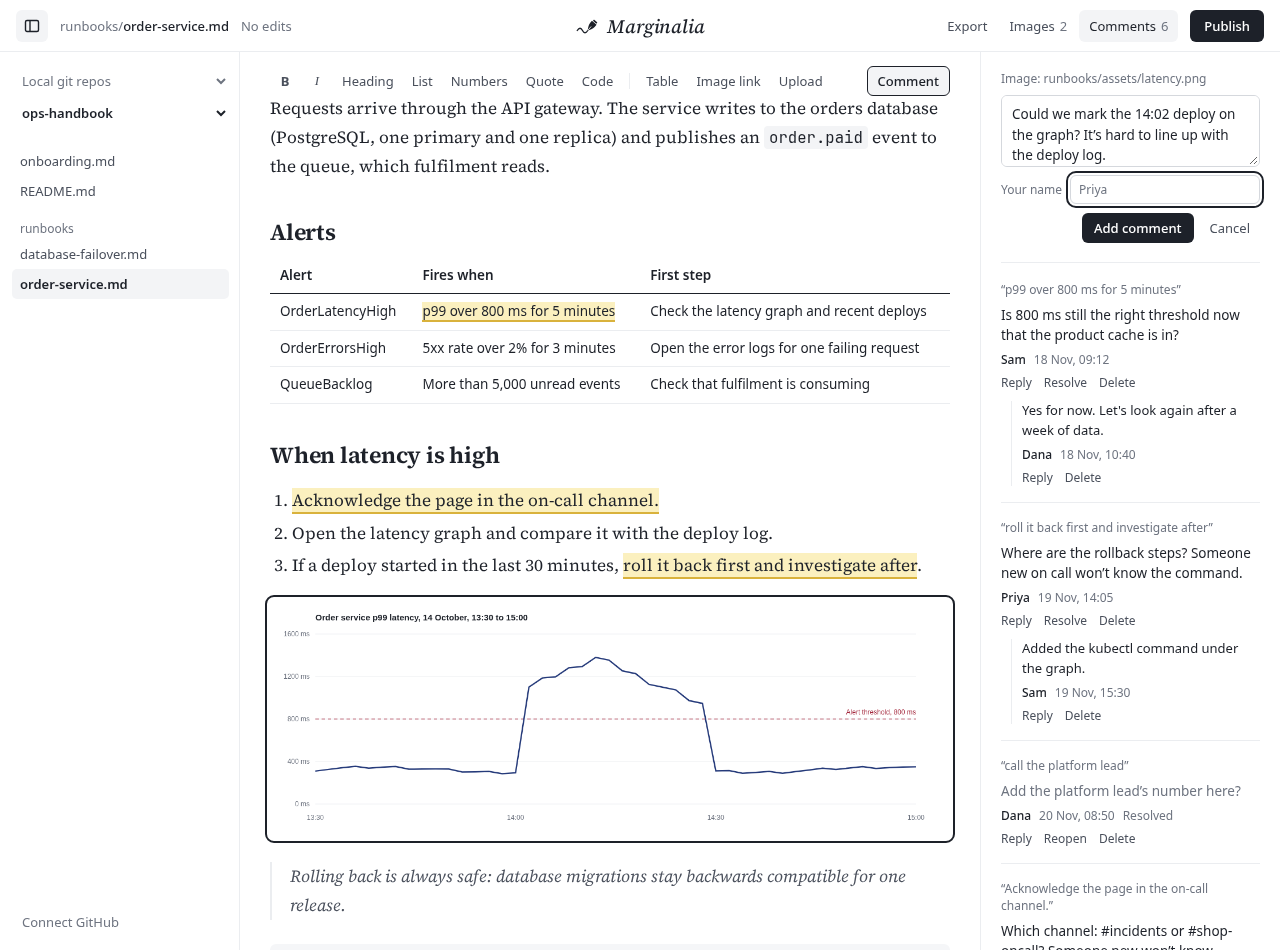 runbooks/order-service.md No edits
Marginalia
Export Images 2 Comments 6 Publish
Local git repos
ops-handbook
onboarding.md
README.md
runbooks
database-failover.md
order-service.md
Connect GitHub
B I Heading List Numbers Quote Code Table Image link Upload Comment
Requests arrive through the API gateway. The service writes to the orders database
(PostgreSQL, one primary and one replica) and publishes an order.paid event to
the queue, which fulfilment reads.
Alerts
Alert Fires when First step
OrderLatencyHigh p99 over 800 ms for 5 minutes Check the latency graph and recent deploys
OrderErrorsHigh 5xx rate over 2% for 3 minutes Open the error logs for one failing request
QueueBacklog More than 5,000 unread events Check that fulfilment is consuming
When latency is high
1. Acknowledge the page in the on-call channel.
2. Open the latency graph and compare it with the deploy log.
3. If a deploy started in the last 30 minutes, roll it back first and investigate after.
Order service p99 latency, 14 October, 13:30 to 15:00
1600 ms
1200 ms
800 ms
400 ms
0 ms
Alert threshold, 800 ms
13:30 14:00 14:30 15:00
Rolling back is always safe: database migrations stay backwards compatible for one
release.
Image: runbooks/assets/latency.png
Could we mark the 14:02 deploy on
the graph? It’s hard to line up with
the deploy log.
Your name Priya
Add comment Cancel
“p99 over 800 ms for 5 minutes”
Is 800 ms still the right threshold now
that the product cache is in?
Sam 18 Nov, 09:12
Reply Resolve Delete
Yes for now. Let's look again after a
week of data.
Dana 18 Nov, 10:40
Reply Delete
“roll it back first and investigate after”
Where are the rollback steps? Someone
new on call won’t know the command.
Priya 19 Nov, 14:05
Reply Resolve Delete
Added the kubectl command under
the graph.
Sam 19 Nov, 15:30
Reply Delete
“call the platform lead”
Add the platform lead’s number here?
Dana 20 Nov, 08:50 Resolved
Reply Reopen Delete
“Acknowledge the page in the on-call
channel.”
Which channel: #incidents or #shop-
oncall? Someone new won’t know